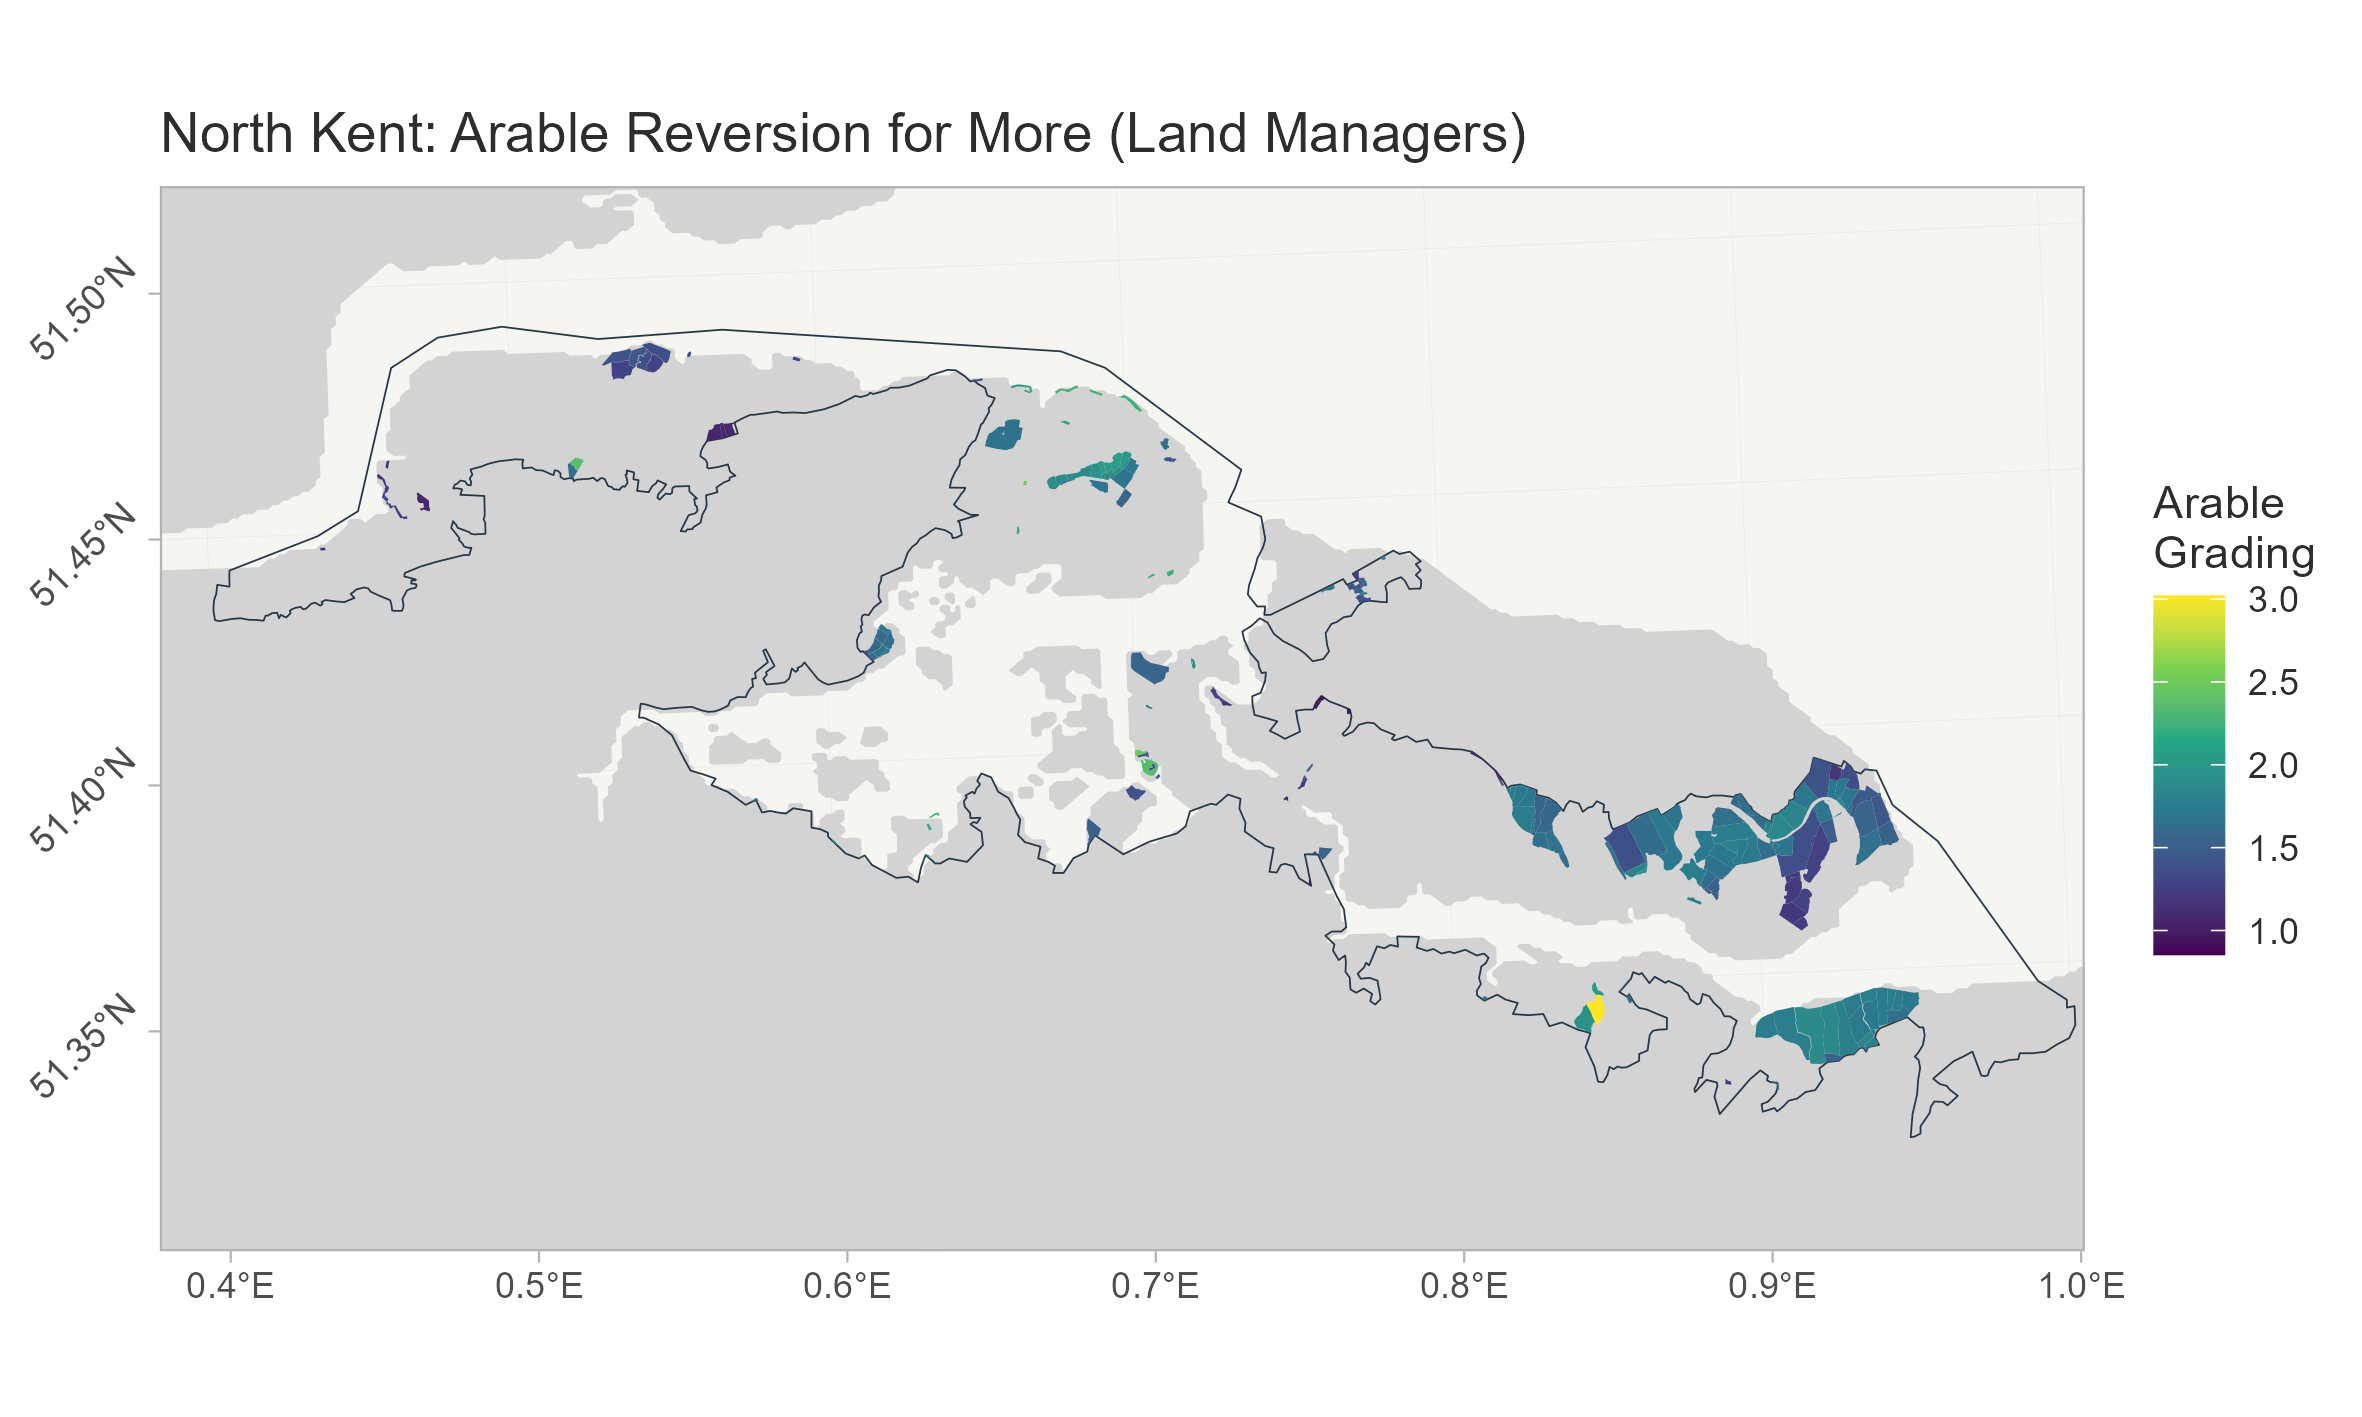 North Kent: Arable Reversion for More (Land Managers)
51.50°N
51.45°N
51.40°N
51.35°N
0.4°E
0.5°E
0.6°E
0.7°E
0.8°E
0.9°E
1.0°E
Arable
Grading
3.0
2.5
2.0
1.5
1.0